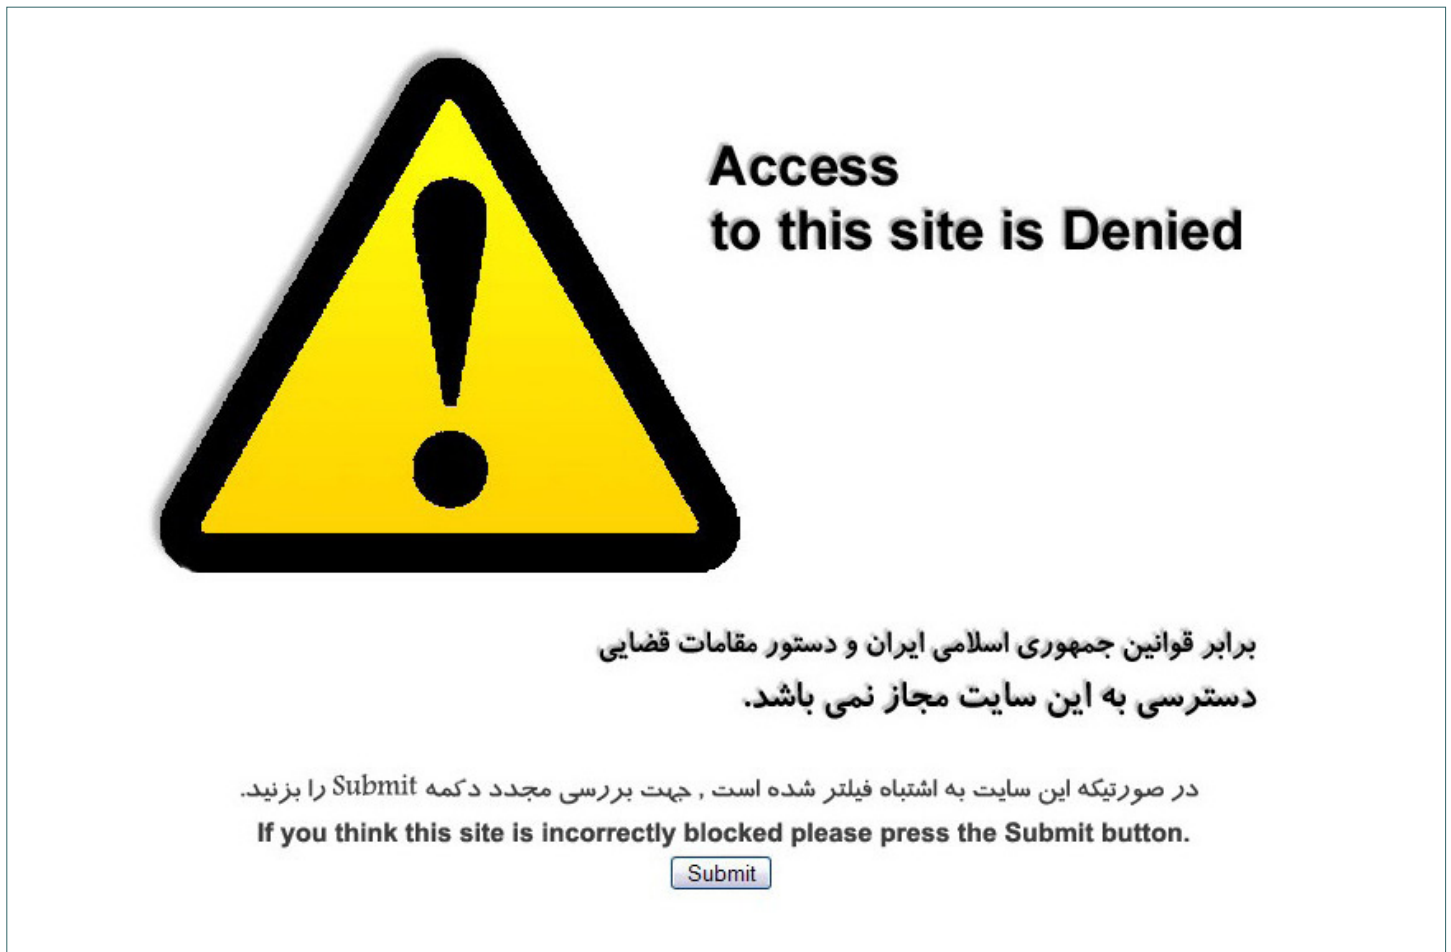 Access
to this site is Denied
برابر قوانین جمهوری اسلامی ایران و دستور مقامات قضایی
دسترسی به این سایت مجاز نمی باشد.
در صورتیکه این سایت به اشتباه فیلتر شده است , جهت بررسی مجدد دکمه Submit را بزنید.
If you think this site is incorrectly blocked please press the Submit button.
Submit